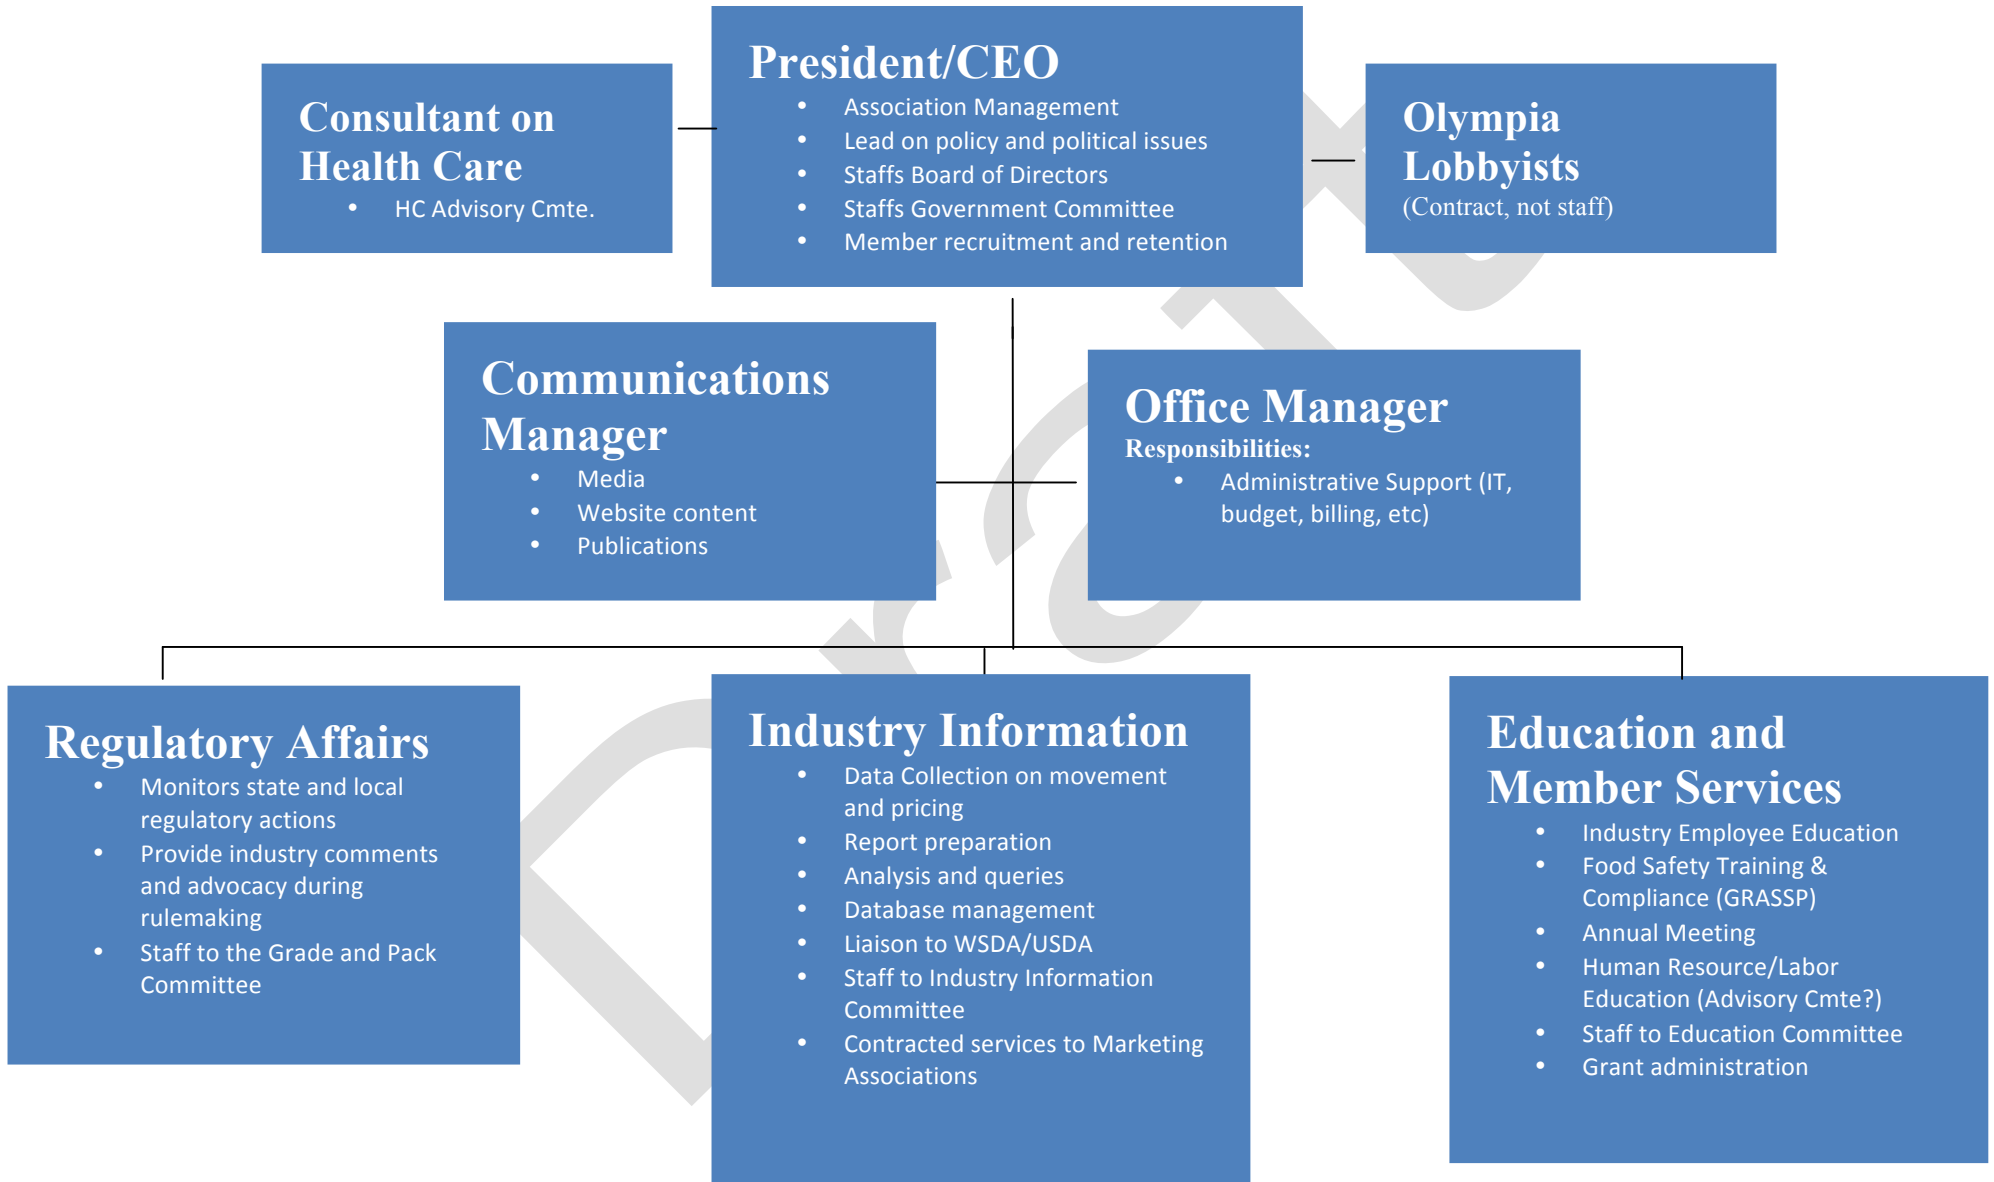 President/CEO
• Association Management
• Lead on policy and political issues
• Staffs Board of Directors
• Staffs Government Committee
• Member recruitment and retention
Consultant on
Health Care
• HC Advisory Cmte.
Olympia
Lobbyists
(Contract, not staff)
Communications
Manager
• Media
• Website content
• Publications
Office Manager
Responsibilities:
• Administrative Support (IT,
budget, billing, etc)
Regulatory Affairs
• Monitors state and local
regulatory actions
• Provide industry comments
and advocacy during
rulemaking
• Staff to the Grade and Pack
Committee
Industry Information
• Data Collection on movement
and pricing
• Report preparation
• Analysis and queries
• Database management
• Liaison to WSDA/USDA
• Staff to Industry Information
Committee
• Contracted services to Marketing
Associations
Education and
Member Services
• Industry Employee Education
• Food Safety Training &
Compliance (GRASSP)
• Annual Meeting
• Human Resource/Labor
Education (Advisory Cmte?)
• Staff to Education Committee
• Grant administration
Draft